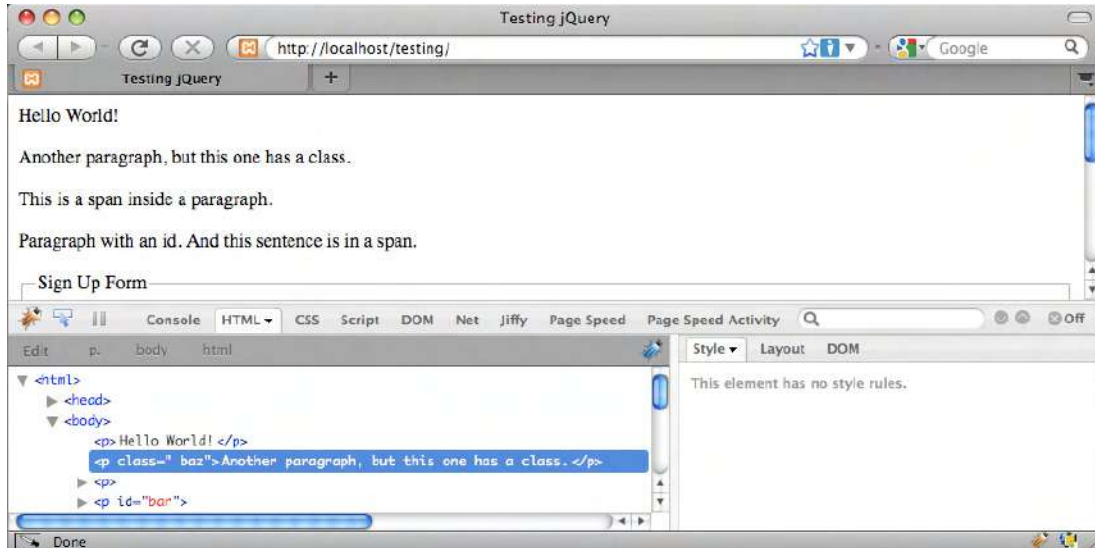 Testing jQuery
http://localhost/testing/
Google
Testing jQuery
+
Hello World!
Another paragraph, but this one has a class.
This is a span inside a paragraph.
Paragraph with an id. And this sentence is in a span.
Sign Up Form
Console HTML CSS Script DOM Net Jiffy Page Speed Page Speed Activity Off
Edit p. body html
Style Layout DOM
This element has no style rules.
<html>
<head>
<body>
<p>Hello World!</p>
<p class=" baz">Another paragraph, but this one has a class.</p>
<p>
<p id="bar">
Done